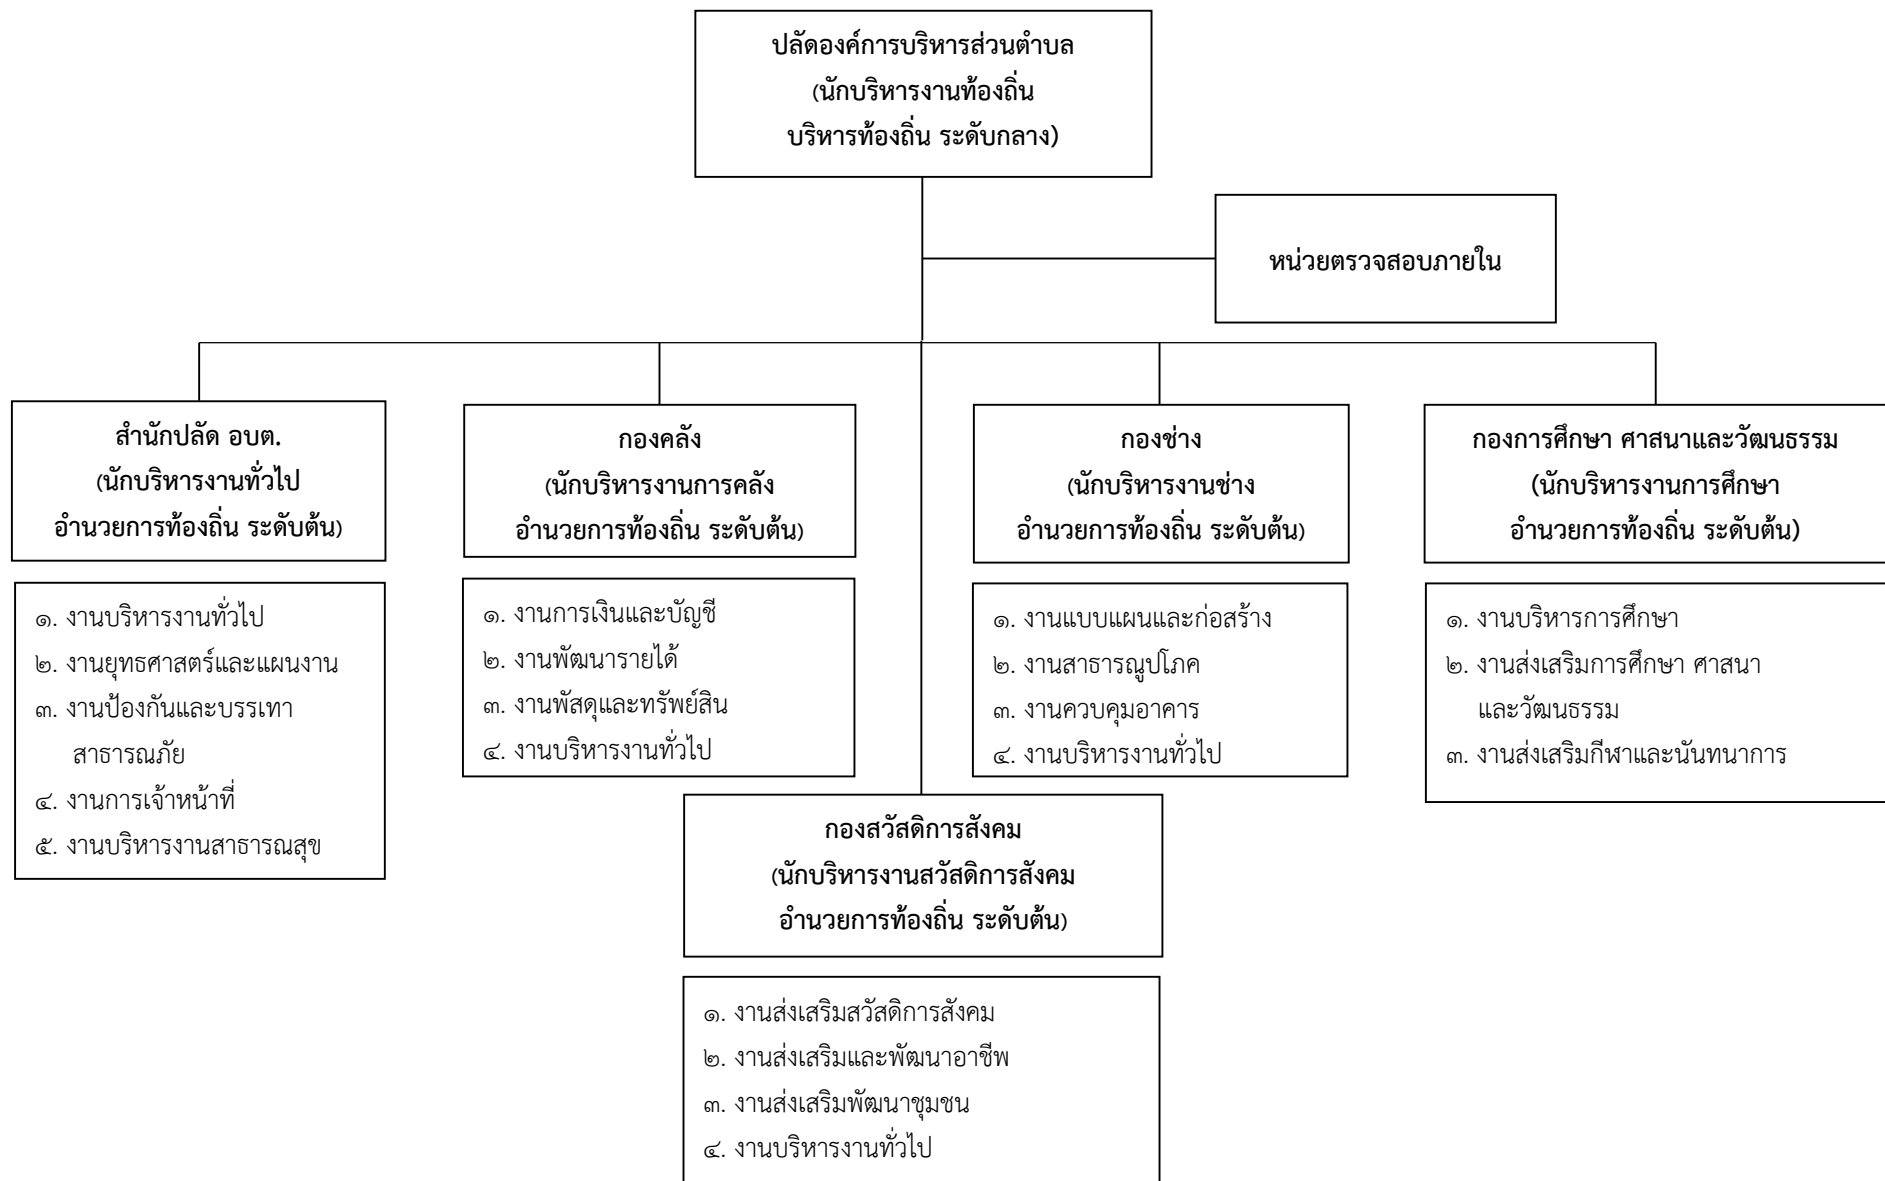 ปลัดองค์การบริหารส่วนตำบล
(นักบริหารงานท้องถิ่น
บริหารท้องถิ่น ระดับกลาง)
หน่วยตรวจสอบภายใน
สำนักปลัด อบต.
(นักบริหารงานทั่วไป
อำนวยการท้องถิ่น ระดับต้น)
กองคลัง
(นักบริหารงานการคลัง
อำนวยการท้องถิ่น ระดับต้น)
กองช่าง
(นักบริหารงานช่าง
อำนวยการท้องถิ่น ระดับต้น)
กองการศึกษา ศาสนาและวัฒนธรรม
(นักบริหารงานการศึกษา
อำนวยการท้องถิ่น ระดับต้น)
๑. งานบริหารงานทั่วไป
๒. งานยุทธศาสตร์และแผนงาน
๓. งานป้องกันและบรรเทา
สาธารณภัย
๔. งานการเจ้าหน้าที่
๕. งานบริหารงานสาธารณสุข
๑. งานการเงินและบัญชี
๒. งานพัฒนารายได้
๓. งานพัสดุและทรัพย์สิน
๔. งานบริหารงานทั่วไป
๑. งานแบบแผนและก่อสร้าง
๒. งานสาธารณูปโภค
๓. งานควบคุมอาคาร
๔. งานบริหารงานทั่วไป
๑. งานบริหารการศึกษา
๒. งานส่งเสริมการศึกษา ศาสนา
และวัฒนธรรม
๓. งานส่งเสริมกีฬาและนันทนาการ
กองสวัสดิการสังคม
(นักบริหารงานสวัสดิการสังคม
อำนวยการท้องถิ่น ระดับต้น)
๑. งานส่งเสริมสวัสดิการสังคม
๒. งานส่งเสริมและพัฒนาอาชีพ
๓. งานส่งเสริมพัฒนาชุมชน
๔. งานบริหารงานทั่วไป